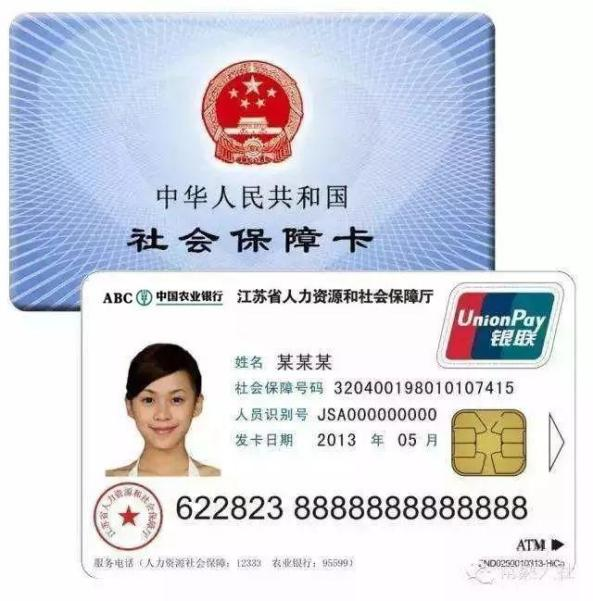 中华人民共和国
社会保障卡
ABC 中国农业银行 江苏省人力资源和社会保障厅
UnionPay
银联
姓名 某某某
社会保障号码 320400198010107415
人员识别号 JSA000000000
发卡日期 2013 年 05 月
江苏省人力资源和社会保障厅
622823 8888888888888
ATM
服务电话(人力资源社会保障:12333 农业银行:95599)